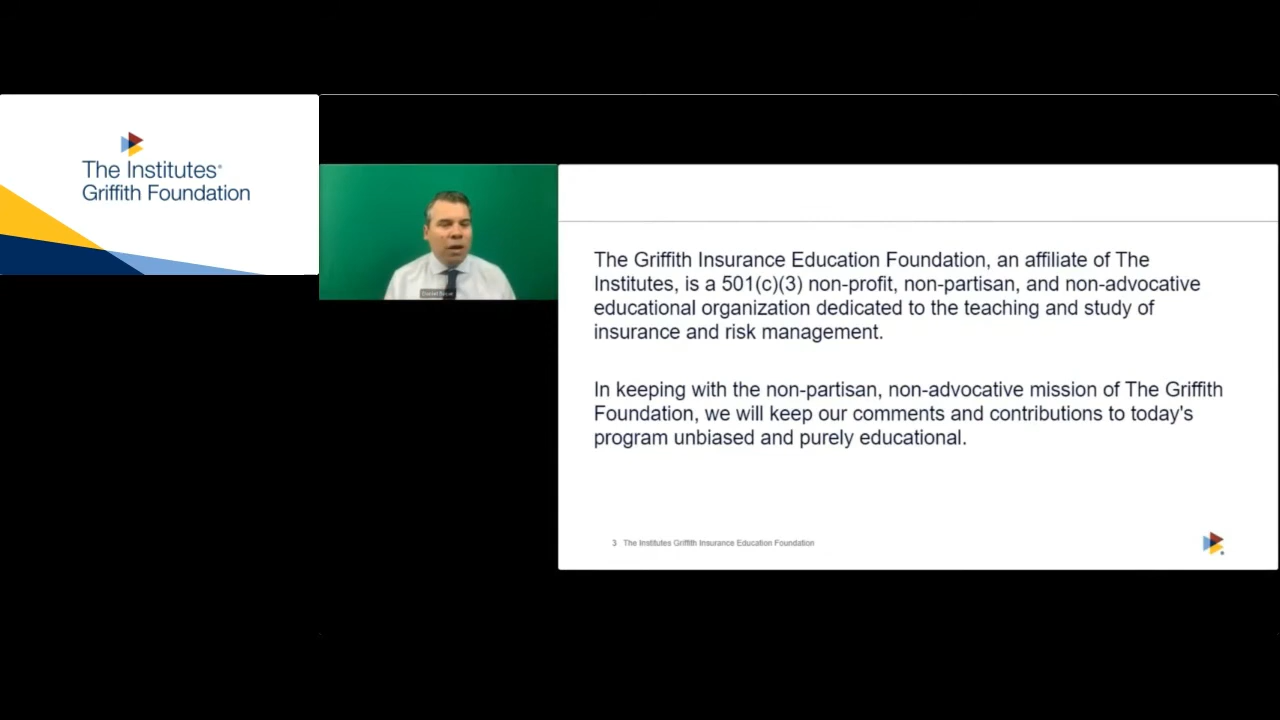 The Institutes®
Griffith Foundation
The Griffith Insurance Education Foundation, an affiliate of The
Institutes, is a 501(c)(3) non-profit, non-partisan, and non-advocative
educational organization dedicated to the teaching and study of
insurance and risk management.
In keeping with the non-partisan, non-advocative mission of The Griffith
Foundation, we will keep our comments and contributions to today's
program unbiased and purely educational.
3 The Institutes Griffith Insurance Education Foundation